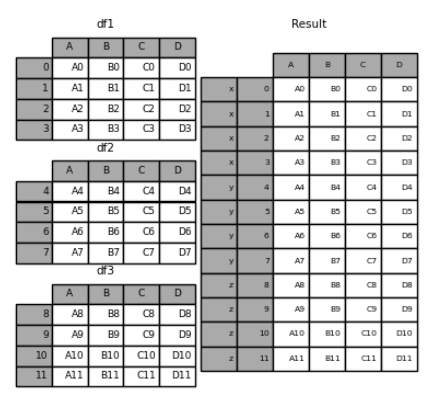 df1
A B C D
0 A0 B0 C0 D0
1 A1 B1 C1 D1
2 A2 B2 C2 D2
3 A3 B3 C3 D3
df2
A B C D
4 A4 B4 C4 D4
5 A5 B5 C5 D5
6 A6 B6 C6 D6
7 A7 B7 C7 D7
df3
A B C D
8 A8 B8 C8 D8
9 A9 B9 C9 D9
10 A10 B10 C10 D10
11 A11 B11 C11 D11
Result
A B C D
x 0 A0 B0 C0 D0
x 1 A1 B1 C1 D1
x 2 A2 B2 C2 D2
x 3 A3 B3 C3 D3
y 4 A4 B4 C4 D4
y 5 A5 B5 C5 D5
y 6 A6 B6 C6 D6
y 7 A7 B7 C7 D7
z 8 A8 B8 C8 D8
z 9 A9 B9 C9 D9
z 10 A10 B10 C10 D10
z 11 A11 B11 C11 D11